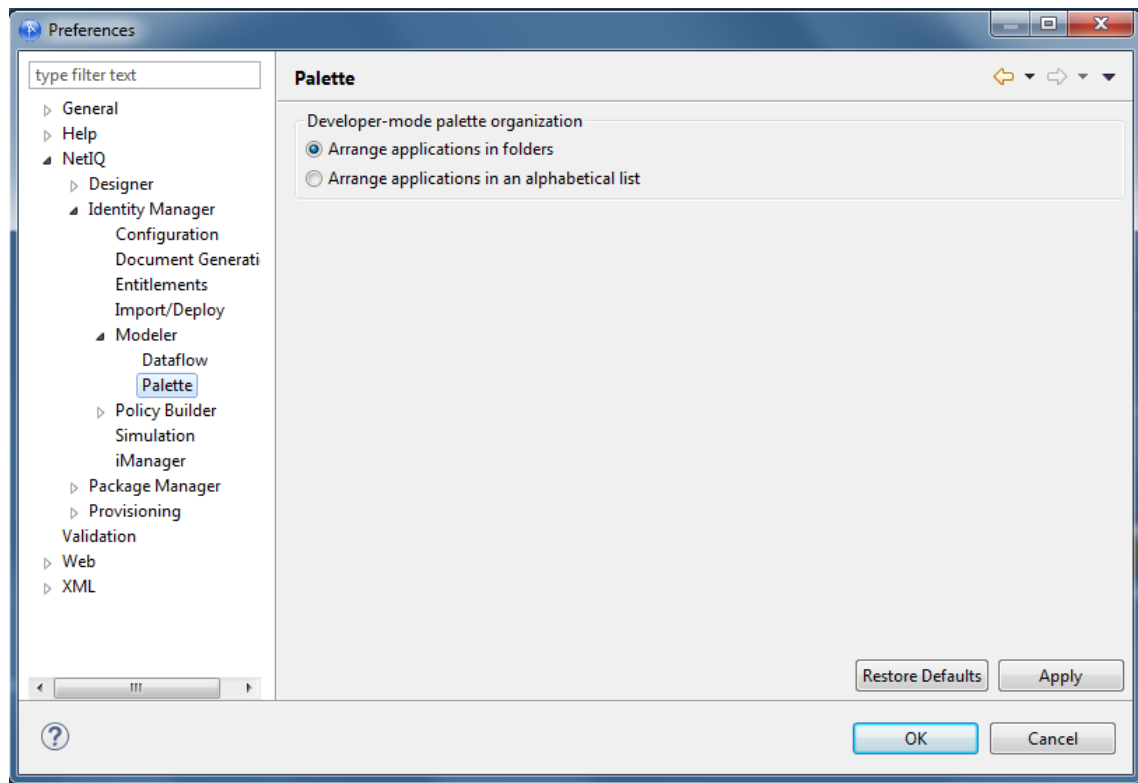 Preferences
type filter text
General
Help
NetIQ
Designer
Identity Manager
Configuration
Document Generati
Entitlements
Import/Deploy
Modeler
Dataflow
Palette
Policy Builder
Simulation
iManager
Package Manager
Provisioning
Validation
Web
XML
Palette
Developer-mode palette organization
Arrange applications in folders
Arrange applications in an alphabetical list
Restore Defaults Apply
OK Cancel